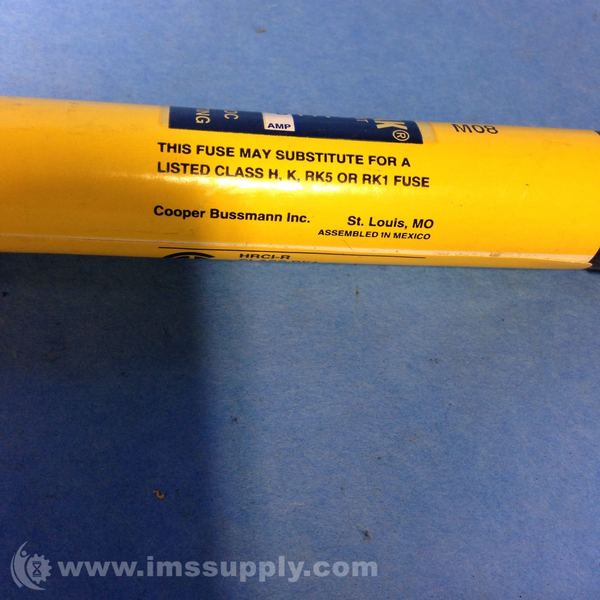 K®
AMP
M08
THIS FUSE MAY SUBSTITUTE FOR A
LISTED CLASS H, K, RK5 OR RK1 FUSE
Cooper Bussmann Inc. St. Louis, MO
ASSEMBLED IN MEXICO
HRCI-R
www.imssupply.com